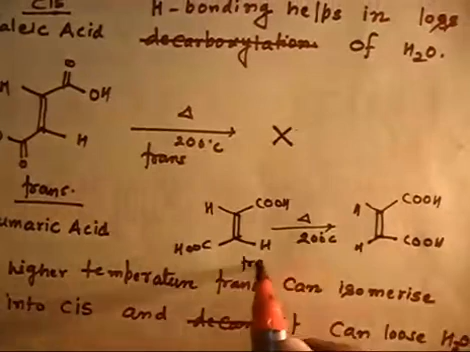 cis
aleic Acid
H-bonding helps in loss
decarboxylation of H₂O.
H
O
OH
H
O
Δ
200°C
trans
×
trans.
umaric Acid
H COOH
HOOC H
Δ
200°C
H COOH
H COOH
tra
higher temperature trans can isomerise
into cis and t can loose H₂O